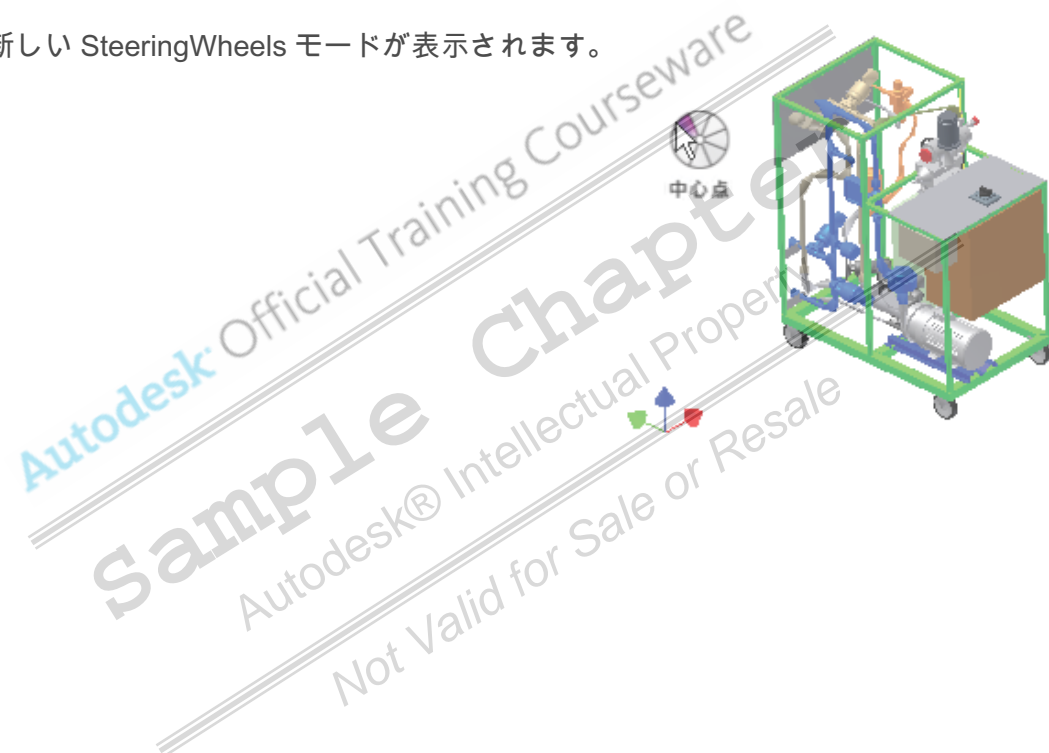 新しい SteeringWheels モードが表示されます。
中心点
Autodesk Official Training Courseware
Sample Chapter
Autodesk® Intellectual Property
Not Valid for Sale or Resale